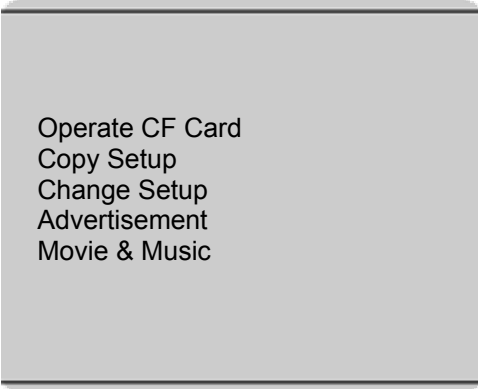 Operate CF Card
Copy Setup
Change Setup
Advertisement
Movie & Music